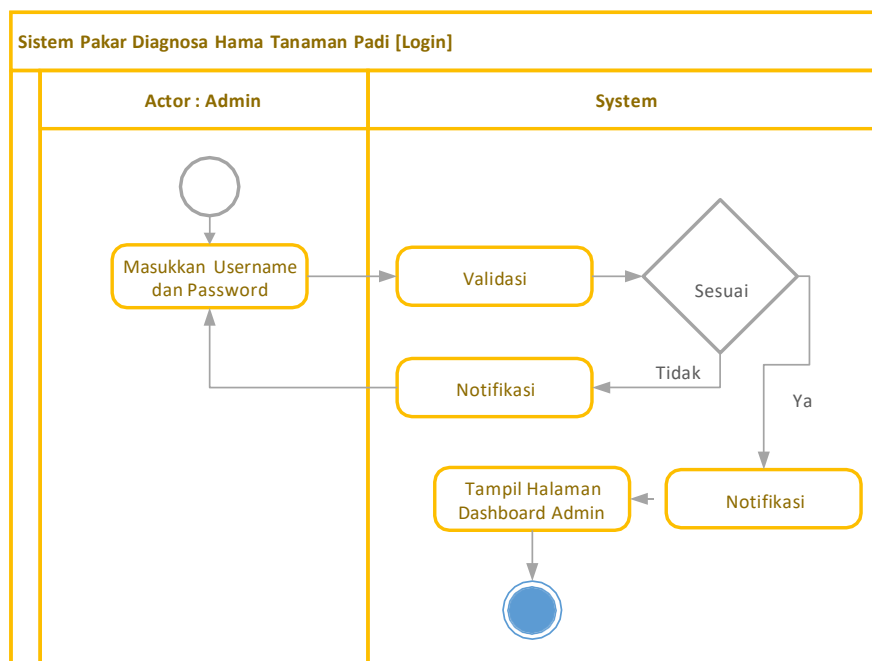 Sistem Pakar Diagnosa Hama Tanaman Padi [Login]
Actor : Admin
System
Masukkan Username
dan Password
Validasi
Sesuai
Notifikasi
Tidak
Ya
Tampil Halaman
Dashboard Admin
Notifikasi